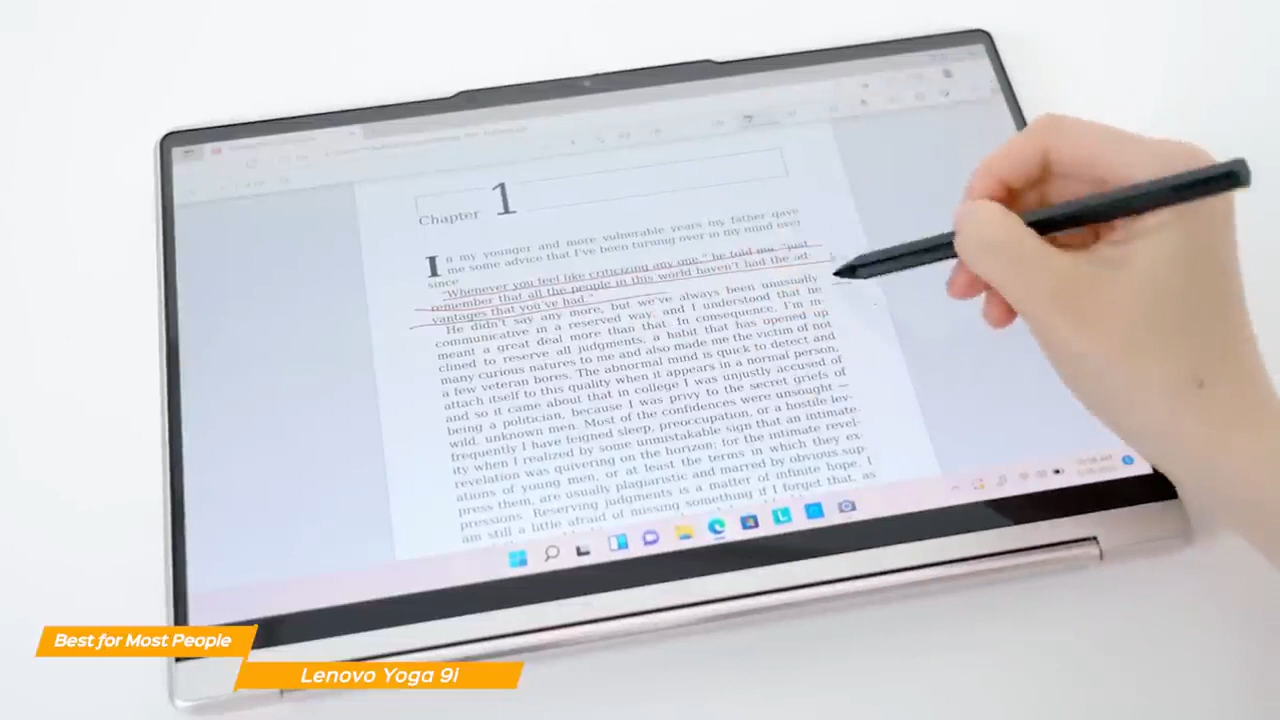 Chapter 1
In my younger and more vulnerable years my father gave
me some advice that I've been turning over in my mind ever
since
"Whenever you feel like criticizing any one," he told me, "just
remember that all the people in this world haven't had the ad-
vantages that you've had."
He didn't say any more, but we've always been unusually
communicative in a reserved way, and I understood that he
meant a great deal more than that. In consequence, I'm in-
clined to reserve all judgments, a habit that has opened up
many curious natures to me and also made me the victim of not
a few veteran bores. The abnormal mind is quick to detect and
attach itself to this quality when it appears in a normal person,
and so it came about that in college I was unjustly accused of
being a politician, because I was privy to the secret griefs of
wild, unknown men. Most of the confidences were unsought —
frequently I have feigned sleep, preoccupation, or a hostile lev-
ity when I realized by some unmistakable sign that an intimate
revelation was quivering on the horizon; for the intimate revel-
ations of young men, or at least the terms in which they ex-
press them, are usually plagiaristic and marred by obvious sup-
pressions. Reserving judgments is a matter of infinite hope. I
am still a little afraid of missing something if I forget that, as
Best for Most People
Lenovo Yoga 9i